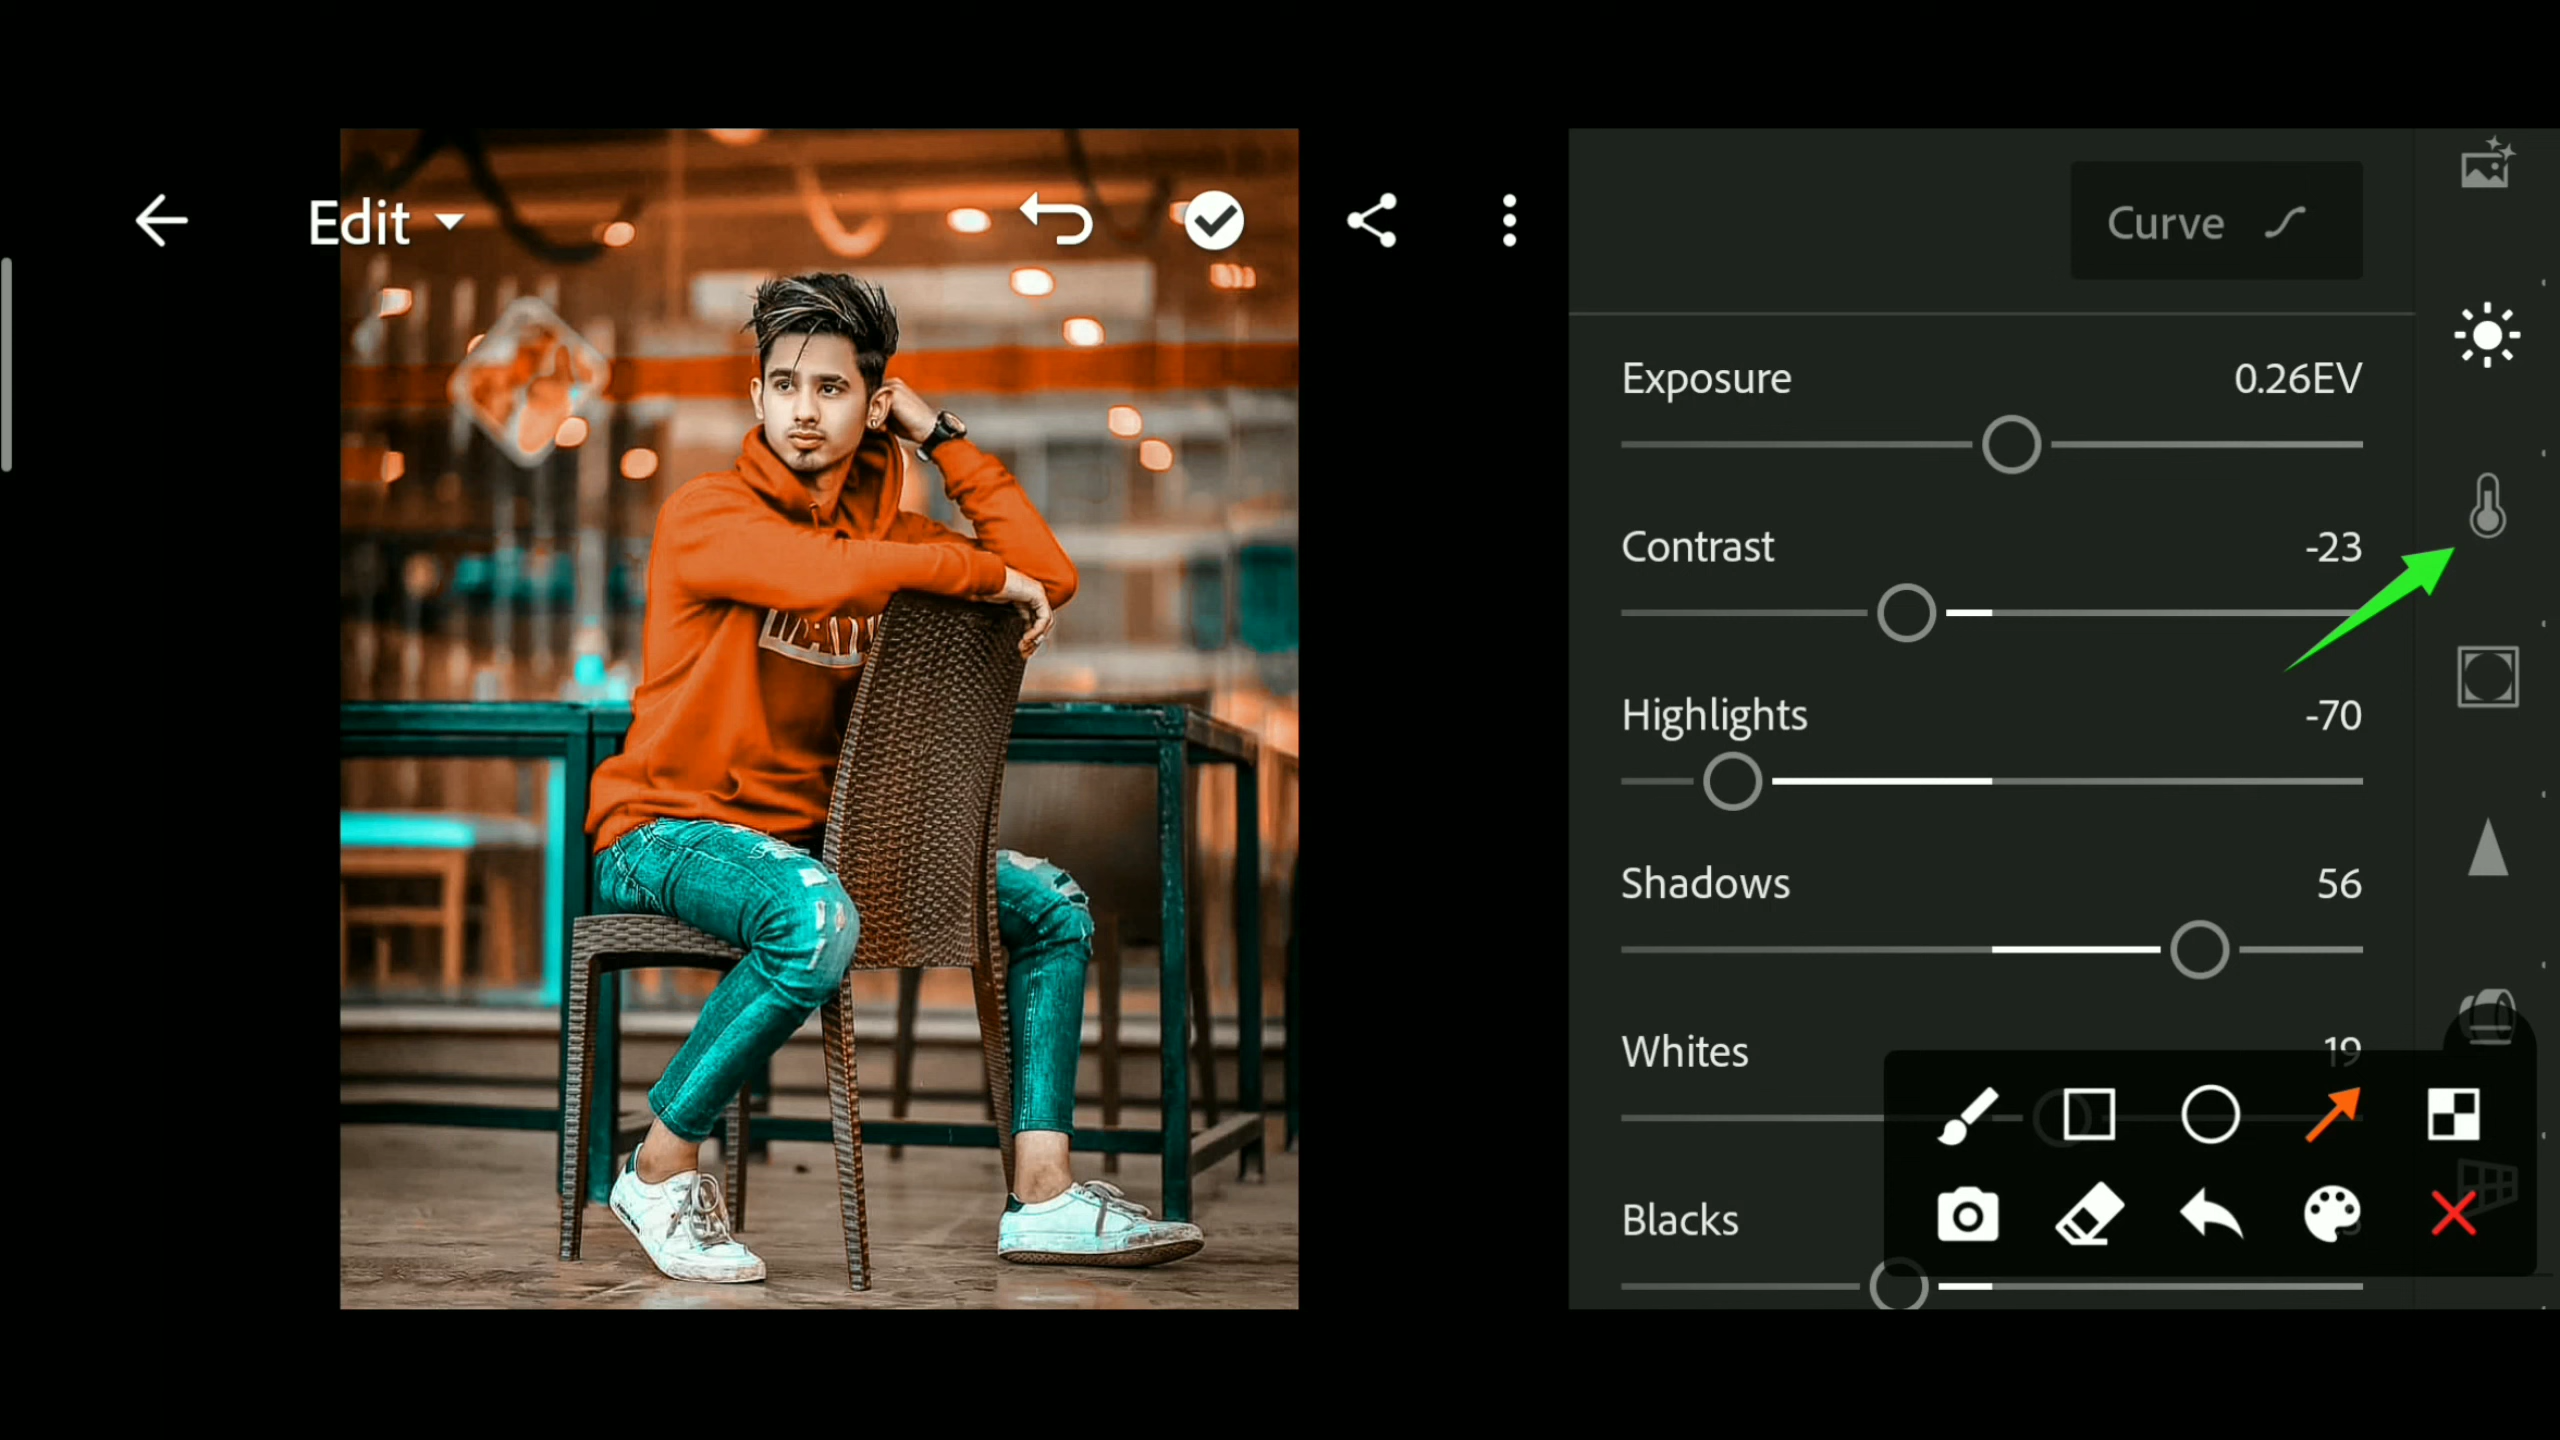 Edit
Curve
Exposure 0.26EV
Contrast -23
Highlights -70
Shadows 56
Whites 19
Blacks